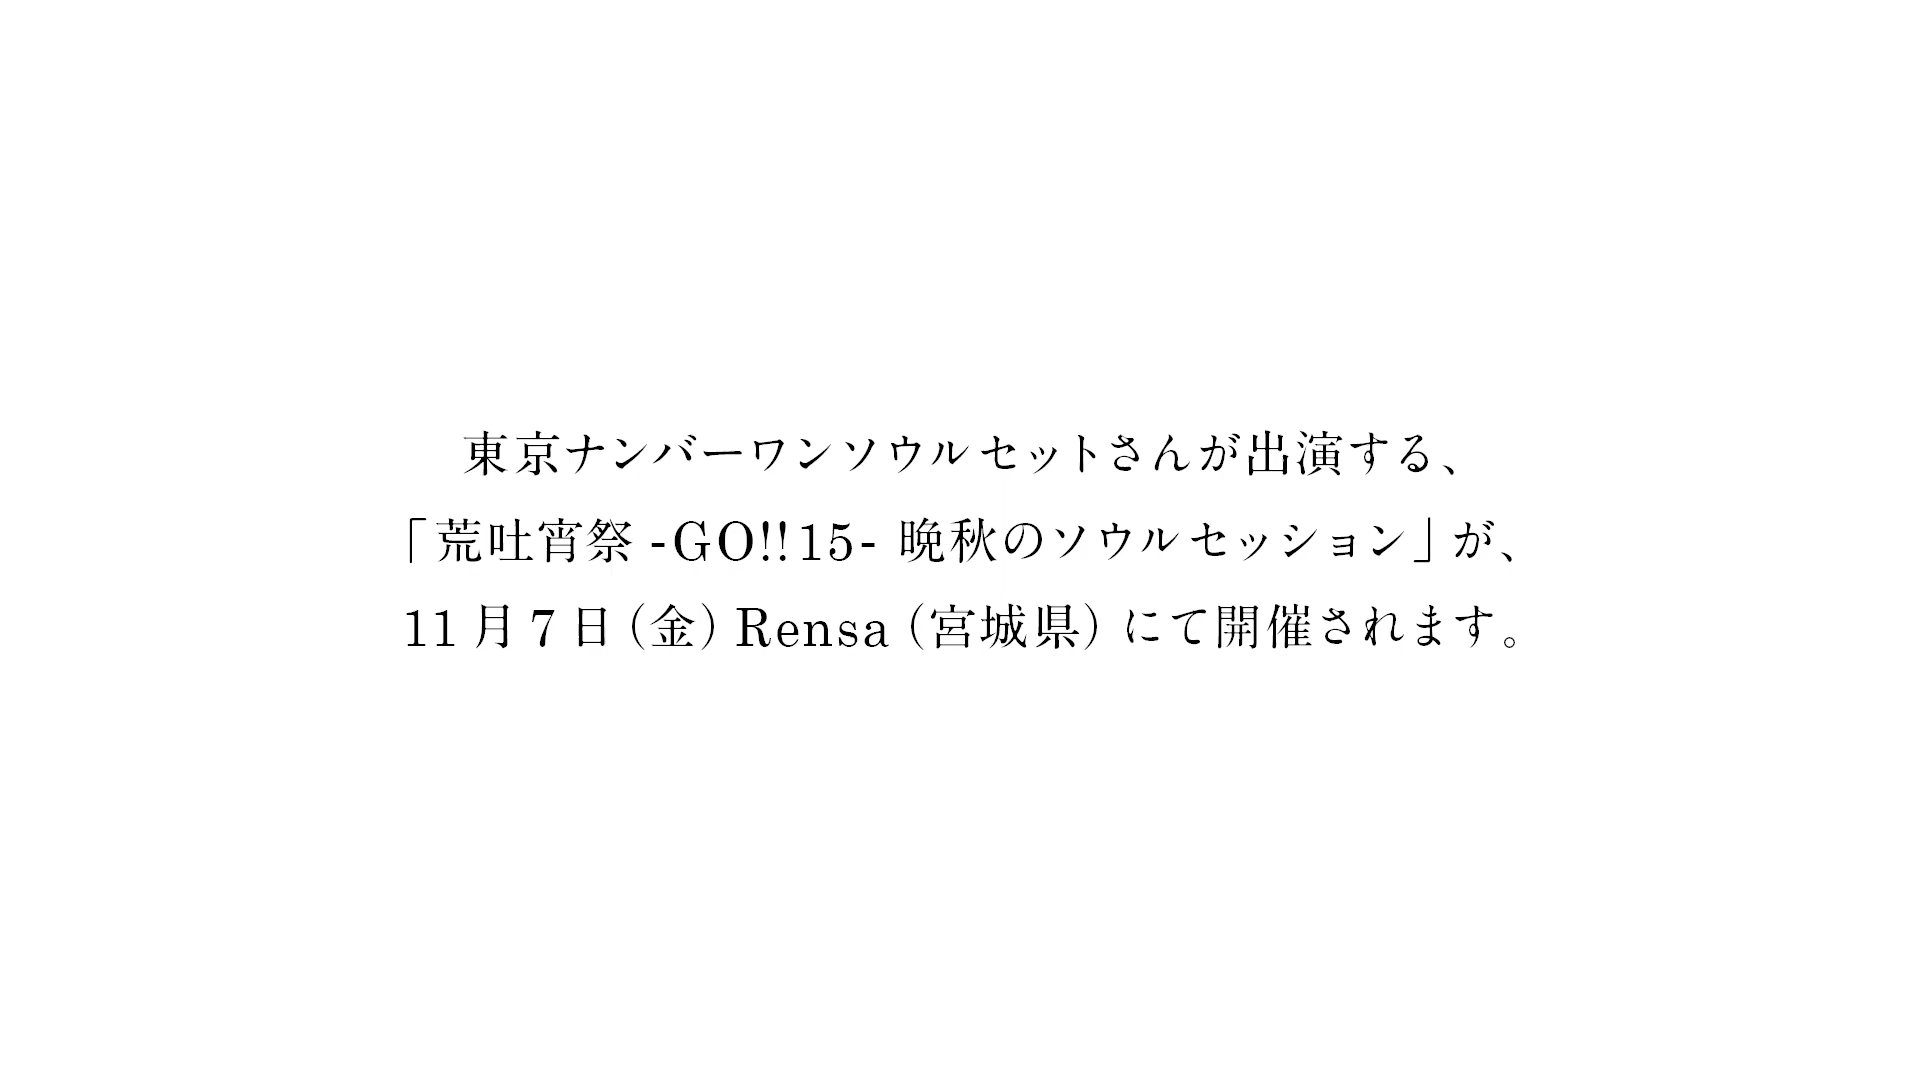 東京ナンバーワンソウルセットさんが出演する、
「荒吐宵祭 -GO!!15- 晩秋のソウルセッション」が、
11月7日（金）Rensa（宮城県）にて開催されます。